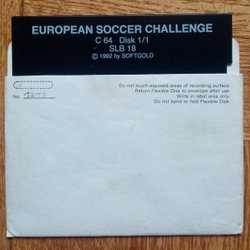 EUROPEAN SOCCER CHALLENGE
C 64 Disk 1/1
SLB 18
© 1992 by SOFTGOLD
Do not touch exposed areas of recording surface
Return Flexible Disk to envelope after use
Write in label area only
Do not bend or fold Flexible Disk